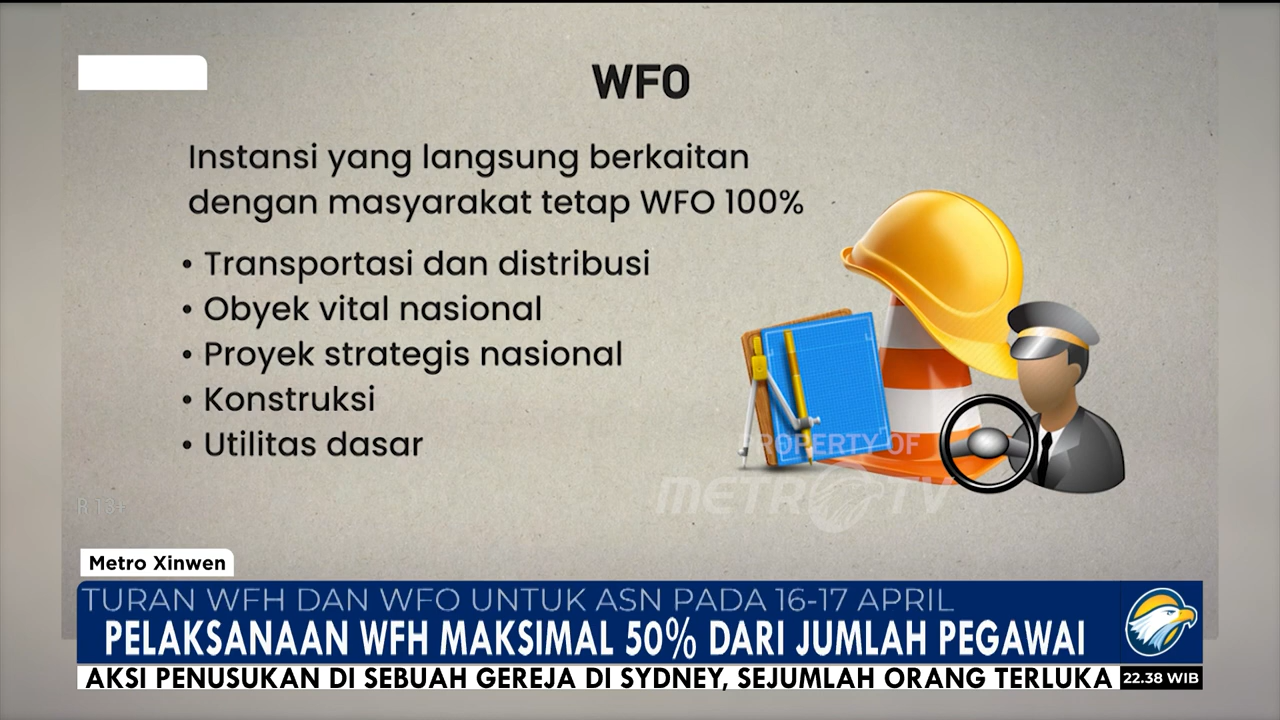 WFO
Instansi yang langsung berkaitan
dengan masyarakat tetap WFO 100%
• Transportasi dan distribusi
• Obyek vital nasional
• Proyek strategis nasional
• Konstruksi
• Utilitas dasar
PROPERTY OF
METRO TV
R 13+
Metro Xinwen
TURAN WFH DAN WFO UNTUK ASN PADA 16-17 APRIL
PELAKSANAAN WFH MAKSIMAL 50% DARI JUMLAH PEGAWAI
AKSI PENUSUKAN DI SEBUAH GEREJA DI SYDNEY, SEJUMLAH ORANG TERLUKA
22.38 WIB